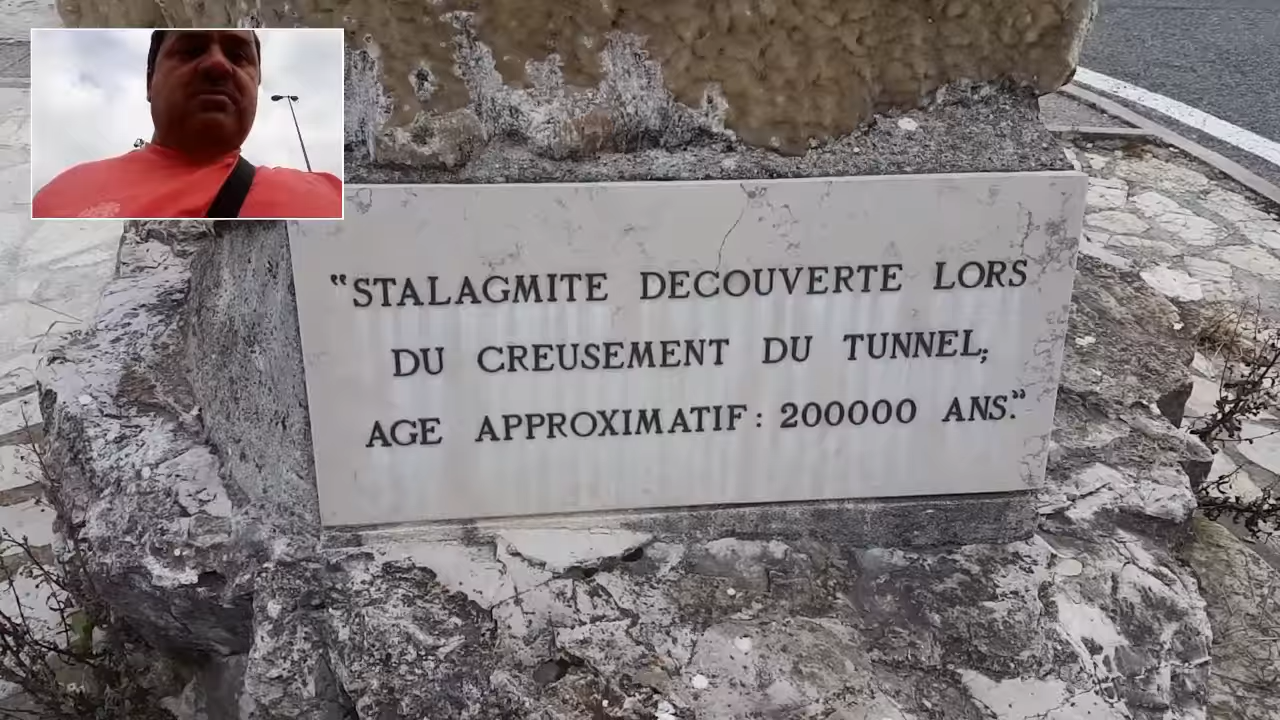 "STALAGMITE DECOUVERTE LORS
DU CREUSEMENT DU TUNNEL,
AGE APPROXIMATIF: 200000 ANS."